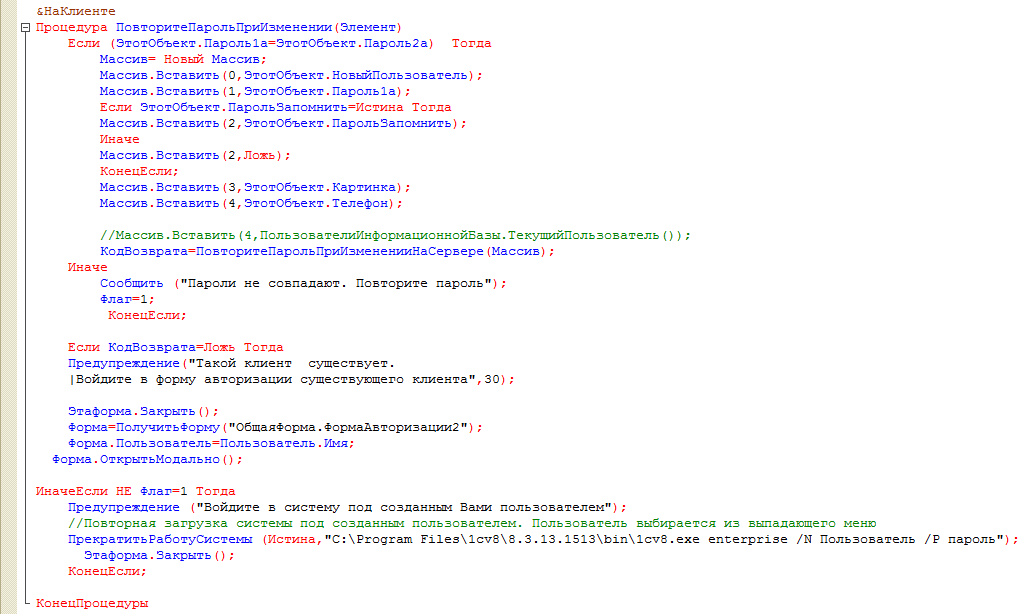 &НаКлиенте
Процедура ПовторитеПарольПриИзменении(Элемент)
Если (ЭтотОбъект.Пароль1а=ЭтотОбъект.Пароль2а) Тогда
Массив= Новый Массив;
Массив.Вставить(0,ЭтотОбъект.НовыйПользователь);
Массив.Вставить(1,ЭтотОбъект.Пароль1а);
Если ЭтотОбъект.ПарольЗапомнить=Истина Тогда
Массив.Вставить(2,ЭтотОбъект.ПарольЗапомнить);
Иначе
Массив.Вставить(2,Ложь);
КонецЕсли;
Массив.Вставить(3,ЭтотОбъект.Картинка);
Массив.Вставить(4,ЭтотОбъект.Телефон);
//Массив.Вставить(4,ПользователиИнформационнойБазы.ТекущийПользователь());
КодВозврата=ПовторитеПарольПриИзмененииНаСервере(Массив);
Иначе
Сообщить ("Пароли не совпадают. Повторите пароль");
Флаг=1;
КонецЕсли;
Если КодВозврата=Ложь Тогда
Предупреждение("Такой клиент  существует.
|Войдите в форму авторизации существующего клиента",30);
Этаформа.Закрыть();
Форма=ПолучитьФорму("ОбщаяФорма.ФормаАвторизации2");
Форма.Пользователь=Пользователь.Имя;
Форма.ОткрытьМодально();
ИначеЕсли НЕ Флаг=1 Тогда
Предупреждение ("Войдите в систему под созданным Вами пользователем");
//Повторная загрузка системы под созданным пользователем. Пользователь выбирается из выпадающего меню
ПрекратитьРаботуСистемы (Истина,"C:\Program Files\1cv8\8.3.13.1513\bin\1cv8.exe enterprise /N Пользователь /P пароль");
Этаформа.Закрыть();
КонецЕсли;
КонецПроцедуры